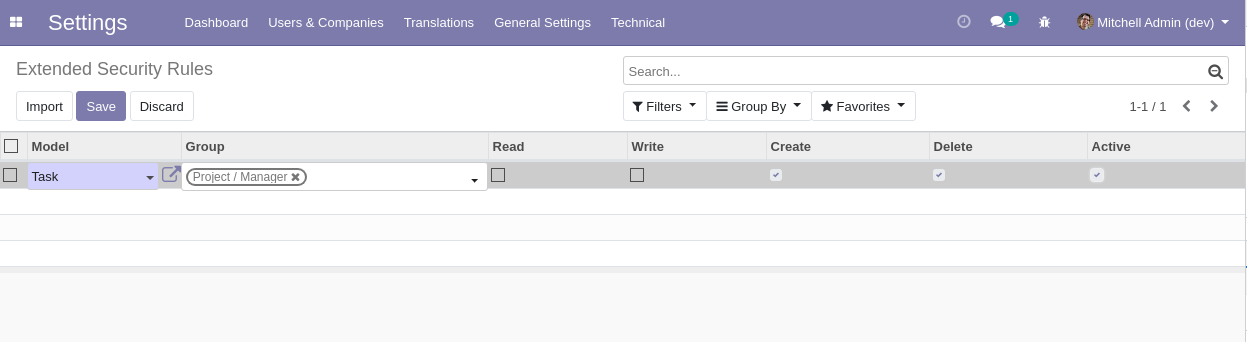 Settings Dashboard Users & Companies Translations General Settings Technical 1 Mitchell Admin (dev)
Extended Security Rules
Search...
Import Save Discard Filters Group By Favorites 1-1 / 1
Model Group Read Write Create Delete Active
Task Project / Manager